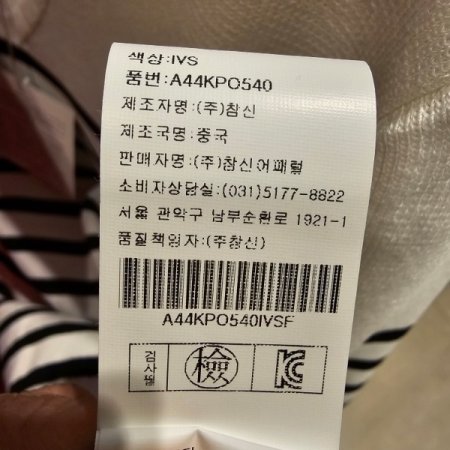 색상:IVS
품번:A44KPO540
제조자명:(주)참신
제조국명:중국
판매자명:(주)참신어패럴
소비자상담실:(031)5177-8822
서울 관악구 남부순환로 1921-1
품질책임자:(주창신)
A44KPO540IVSF
검사필 檢 KC